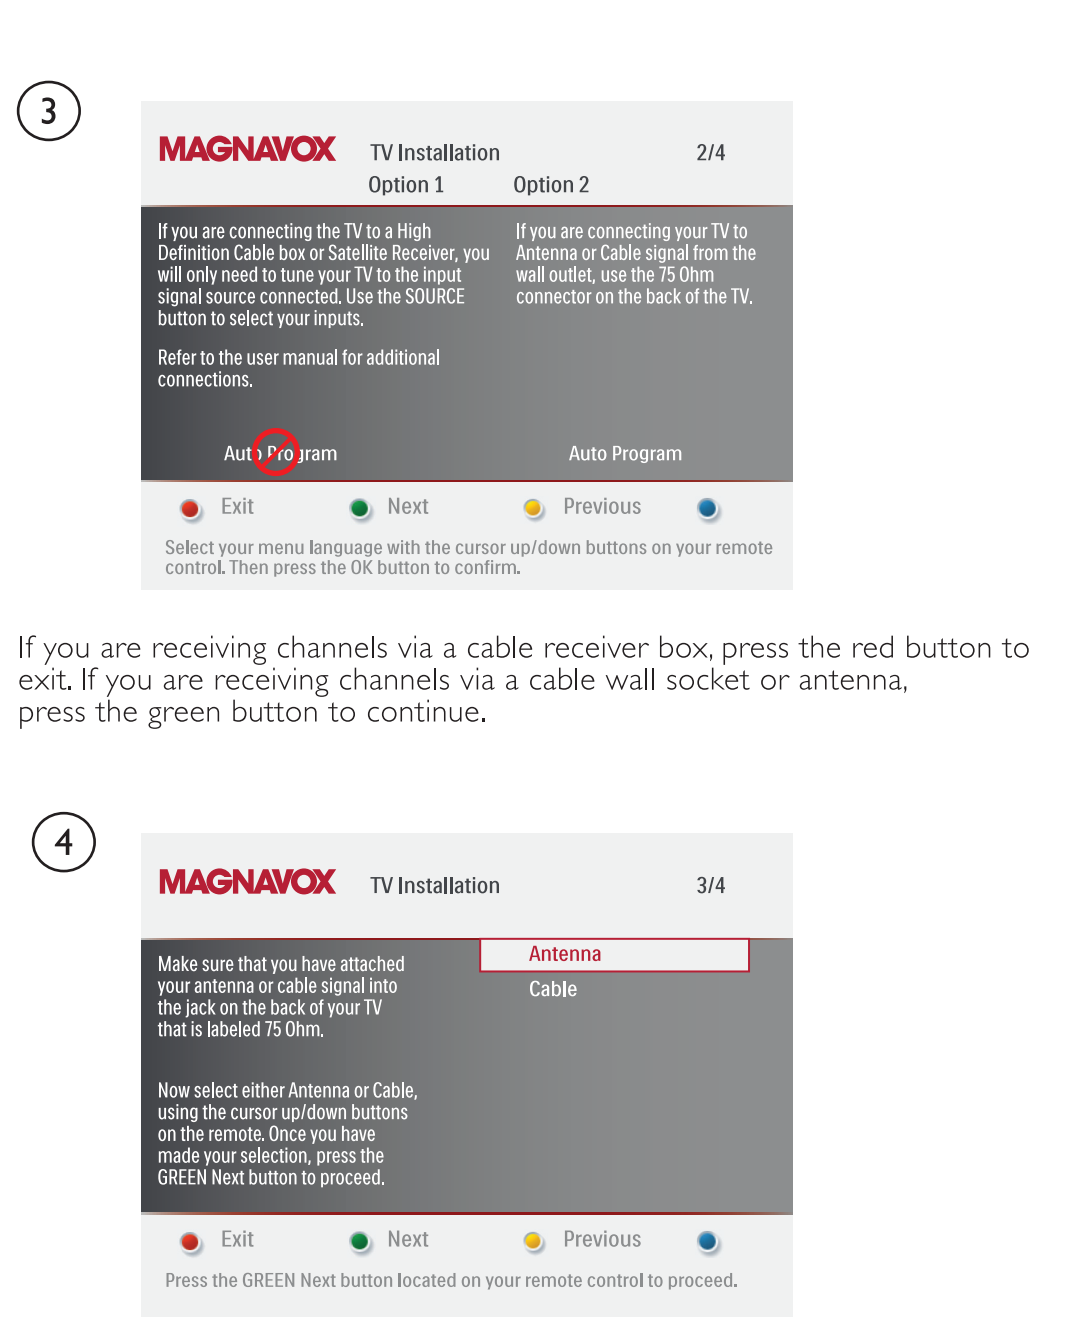 3
MAGNAVOX TV Installation 2/4
Option 1 Option 2
If you are connecting the TV to a High
Definition Cable box or Satellite Receiver, you
will only need to tune your TV to the input
signal source connected. Use the SOURCE
button to select your inputs.
Refer to the user manual for additional
connections.
Auto Program
If you are connecting your TV to
Antenna or Cable signal from the
wall outlet, use the 75 Ohm
connector on the back of the TV.
Auto Program
Exit Next Previous
Select your menu language with the cursor up/down buttons on your remote
control. Then press the OK button to confirm.
If you are receiving channels via a cable receiver box, press the red button to
exit. If you are receiving channels via a cable wall socket or antenna,
press the green button to continue.
4
MAGNAVOX TV Installation 3/4
Make sure that you have attached
your antenna or cable signal into
the jack on the back of your TV
that is labeled 75 Ohm.
Now select either Antenna or Cable,
using the cursor up/down buttons
on the remote. Once you have
made your selection, press the
GREEN Next button to proceed.
Antenna
Cable
Exit Next Previous
Press the GREEN Next button located on your remote control to proceed.